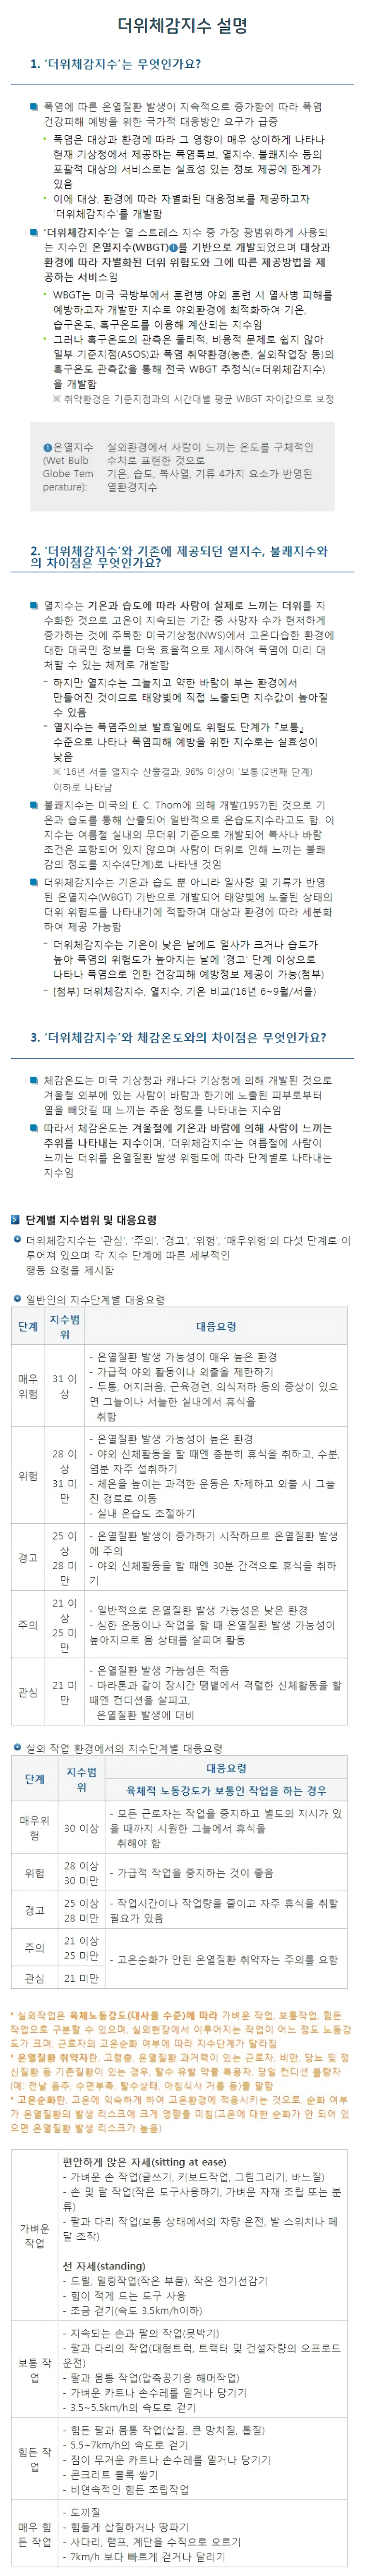 더위체감지수 설명
1. '더위체감지수'는 무엇인가요?
폭염에 따른 온열질환 발생이 지속적으로 증가함에 따라 폭염
건강피해 예방을 위한 국가적 대응방안 요구가 급증
폭염은 대상과 환경에 따라 그 영향이 매우 상이하게 나타나
현재 기상청에서 제공하는 폭염특보, 열지수, 불쾌지수 등의
포괄적 대상의 서비스로는 실효성 있는 정보 제공에 한계가
있음
이에 대상, 환경에 따라 차별화된 대응정보를 제공하고자
'더위체감지수'를 개발함
'더위체감지수'는 열 스트레스 지수 중 가장 광범위하게 사용되
는 지수인 온열지수(WBGT)❶를 기반으로 개발되었으며 대상과
환경에 따라 차별화된 더위 위험도와 그에 따른 제공방법을 제
공하는 서비스임
WBGT는 미국 국방부에서 훈련병 야외 훈련 시 열사병 피해를
예방하고자 개발한 지수로 야외환경에 최적화하여 기온,
습구온도, 흑구온도를 이용해 계산되는 지수임
그러나 흑구온도의 관측은 물리적, 비용적 문제로 쉽지 않아
일부 기준지점(ASOS)과 폭염 취약환경(농촌, 실외작업장 등)의
흑구온도 관측값을 통해 전국 WBGT 추정식(=더위체감지수)
을 개발함
※ 취약환경은 기준지점과의 시간대별 평균 WBGT 차이값으로 보정
❶온열지수 실외환경에서 사람이 느끼는 온도를 구체적인
(Wet Bulb 수치로 표현한 것으로
Globe Tem 기온, 습도, 복사열, 기류 4가지 요소가 반영된
perature): 열환경지수
2. '더위체감지수'와 기존에 제공되던 열지수, 불쾌지수와
의 차이점은 무엇인가요?
열지수는 기온과 습도에 따라 사람이 실제로 느끼는 더위를 지
수화한 것으로 고온이 지속되는 기간 중 사망자 수가 현저하게
증가하는 것에 주목한 미국기상청(NWS)에서 고온다습한 환경에
대한 대국민 정보를 더욱 효율적으로 제시하여 폭염에 미리 대
처할 수 있는 체제로 개발함
- 하지만 열지수는 그늘지고 약한 바람이 부는 환경에서
만들어진 것이므로 태양빛에 직접 노출되면 지수값이 높아질
수 있음
- 열지수는 폭염주의보 발효일에도 위험도 단계가 『보통』
수준으로 나타나 폭염피해 예방을 위한 지수로는 실효성이
낮음
※ '16년 서울 열지수 산출결과, 96% 이상이 '보통'(2번째 단계)
이하로 나타남
불쾌지수는 미국의 E. C. Thom에 의해 개발(1957)된 것으로 기
온과 습도를 통해 산출되어 일반적으로 온습도지수라고도 함. 이
지수는 여름철 실내의 무더위 기준으로 개발되어 복사나 바람
조건은 포함되어 있지 않으며 사람이 더위로 인해 느끼는 불쾌
감의 정도를 지수(4단계)로 나타낸 것임
더위체감지수는 기온과 습도 뿐 아니라 일사량 및 기류가 반영
된 온열지수(WBGT) 기반으로 개발되어 태양빛에 노출된 상태의
더위 위험도를 나타내기에 적합하며 대상과 환경에 따라 세분화
하여 제공 가능함
- 더위체감지수는 기온이 낮은 날에도 일사가 크거나 습도가
높아 폭염의 위험도가 높아지는 날에 '경고' 단계 이상으로
나타나 폭염으로 인한 건강피해 예방정보 제공이 가능(첨부)
- [첨부] 더위체감지수, 열지수, 기온 비교('16년 6~9월/서울)
3. '더위체감지수'와 체감온도와의 차이점은 무엇인가요?
체감온도는 미국 기상청과 캐나다 기상청에 의해 개발된 것으로
겨울철 외부에 있는 사람이 바람과 한기에 노출된 피부로부터
열을 빼앗길 때 느끼는 추운 정도를 나타내는 지수임
따라서 체감온도는 겨울철에 기온과 바람에 의해 사람이 느끼는
추위를 나타내는 지수이며, '더위체감지수'는 여름철에 사람이
느끼는 더위를 온열질환 발생 위험도에 따라 단계별로 나타내는
지수임
단계별 지수범위 및 대응요령
더위체감지수는 '관심', '주의', '경고', '위험', '매우위험'의 다섯 단계로 이
루어져 있으며 각 지수 단계에 따른 세부적인
행동 요령을 제시함
일반인의 지수단계별 대응요령
단계 지수범위 대응요령
매우 위험 31 이상
- 온열질환 발생 가능성이 매우 높은 환경
- 가급적 야외 활동이나 외출을 제한하기
- 두통, 어지러움, 근육경련, 의식저하 등의 증상이 있으
면 그늘이나 서늘한 실내에서 휴식을
취함
위험 28 이상 31 미만
- 온열질환 발생 가능성이 높은 환경
- 야외 신체활동을 할 때엔 충분히 휴식을 취하고, 수분,
염분 자주 섭취하기
- 체온을 높이는 과격한 운동은 자제하고 외출 시 그늘
진 경로로 이동
- 실내 온습도 조절하기
경고 25 이상 28 미만
- 온열질환 발생이 증가하기 시작하므로 온열질환 발생
에 주의
- 야외 신체활동을 할 때엔 30분 간격으로 휴식을 취하
기
주의 21 이상 25 미만
- 일반적으로 온열질환 발생 가능성은 낮은 환경
- 심한 운동이나 작업을 할 때 온열질환 발생 가능성이
높아지므로 몸 상태를 살피며 활동
관심 21 미만
- 온열질환 발생 가능성은 적음
- 마라톤과 같이 장시간 땡볕에서 격렬한 신체활동을 할
때엔 컨디션을 살피고,
온열질환 발생에 대비
실외 작업 환경에서의 지수단계별 대응요령
단계 지수범위 대응요령
육체적 노동강도가 보통인 작업을 하는 경우
매우위험 30 이상
- 모든 근로자는 작업을 중지하고 별도의 지시가 있
을 때까지 시원한 그늘에서 휴식을
취해야 함
위험 28 이상 30 미만 - 가급적 작업을 중지하는 것이 좋음
경고 25 이상 28 미만
- 작업시간이나 작업량을 줄이고 자주 휴식을 취할
필요가 있음
주의 21 이상 25 미만
- 고온순화가 안된 온열질환 취약자는 주의를 요함
관심 21 미만
* 실외작업은 육체노동강도(대사율 수준)에 따라 가벼운 작업, 보통작업, 힘든
작업으로 구분할 수 있으며, 실외현장에서 이루어지는 작업이 어느 정도 노동강
도가 크며, 근로자의 고온순화 여부에 따라 지수단계가 달라짐
* 온열질환 취약자란, 고령층, 온열질환 과거력이 있는 근로자, 비만, 당뇨 및 정
신질환 등 기존질환이 있는 경우, 탈수 유발 약물 복용자, 당일 컨디션 불량자
(예: 전날 음주, 수면부족, 탈수상태, 아침식사 거름 등)를 말함
* 고온순화란, 고온에 익숙하게 하여 고온환경에 적응시키는 것으로, 순화 여부
가 온열질환의 발생 리스크에 크게 영향을 미침(고온에 대한 순화가 안 되어 있
으면 온열질환 발생 리스크가 높음)
가벼운 작업
편안하게 앉은 자세(sitting at ease)
- 가벼운 손 작업(글쓰기, 키보드작업, 그림그리기, 바느질)
- 손 및 팔 작업(작은 도구사용하기, 가벼운 자재 조립 또는 분
류)
- 팔과 다리 작업(보통 상태에서의 차량 운전, 발 스위치나 페
달 조작)
선 자세(standing)
- 드릴, 밀링작업(작은 부품), 작은 전기선감기
- 힘이 적게 드는 도구 사용
- 조금 걷기(속도 3.5km/h이하)
보통 작업
- 지속되는 손과 팔의 작업(못박기)
- 팔과 다리의 작업(대형트럭, 트랙터 및 건설차량의 오프로드
운전)
- 팔과 몸통 작업(압축공기용 해머작업)
- 가벼운 카트나 손수레를 밀거나 당기기
- 3.5~5.5km/h의 속도로 걷기
힘든 작업
- 힘든 팔과 몸통 작업(삽질, 큰 망치질, 톱질)
- 5.5~7km/h의 속도로 걷기
- 짐이 무거운 카트나 손수레를 밀거나 당기기
- 콘크리트 블록 쌓기
- 비연속적인 힘든 조립작업
매우 힘든 작업
- 도끼질
- 힘들게 삽질하거나 땅파기
- 사다리, 램프, 계단을 수직으로 오르기
- 7km/h 보다 빠르게 걷거나 달리기